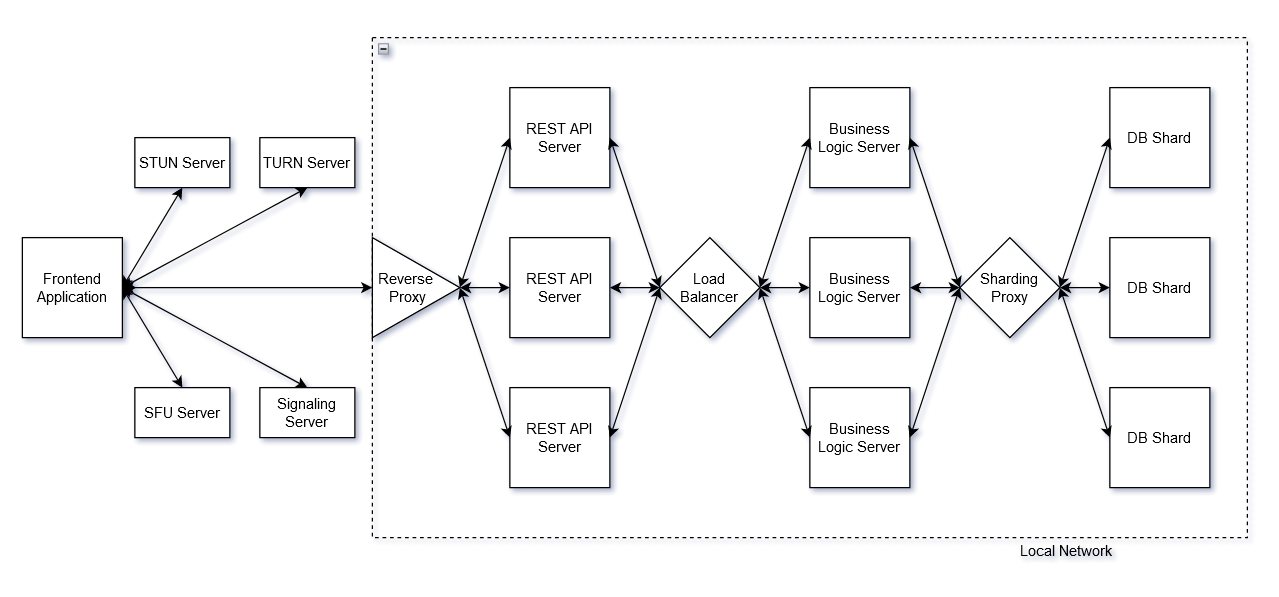 REST API
Server
Business
Logic Server
DB Shard
STUN Server
TURN Server
Frontend
Application
Reverse
Proxy
REST API
Server
Load
Balancer
Business
Logic Server
Sharding
Proxy
DB Shard
SFU Server
Signaling
Server
REST API
Server
Business
Logic Server
DB Shard
Local Network